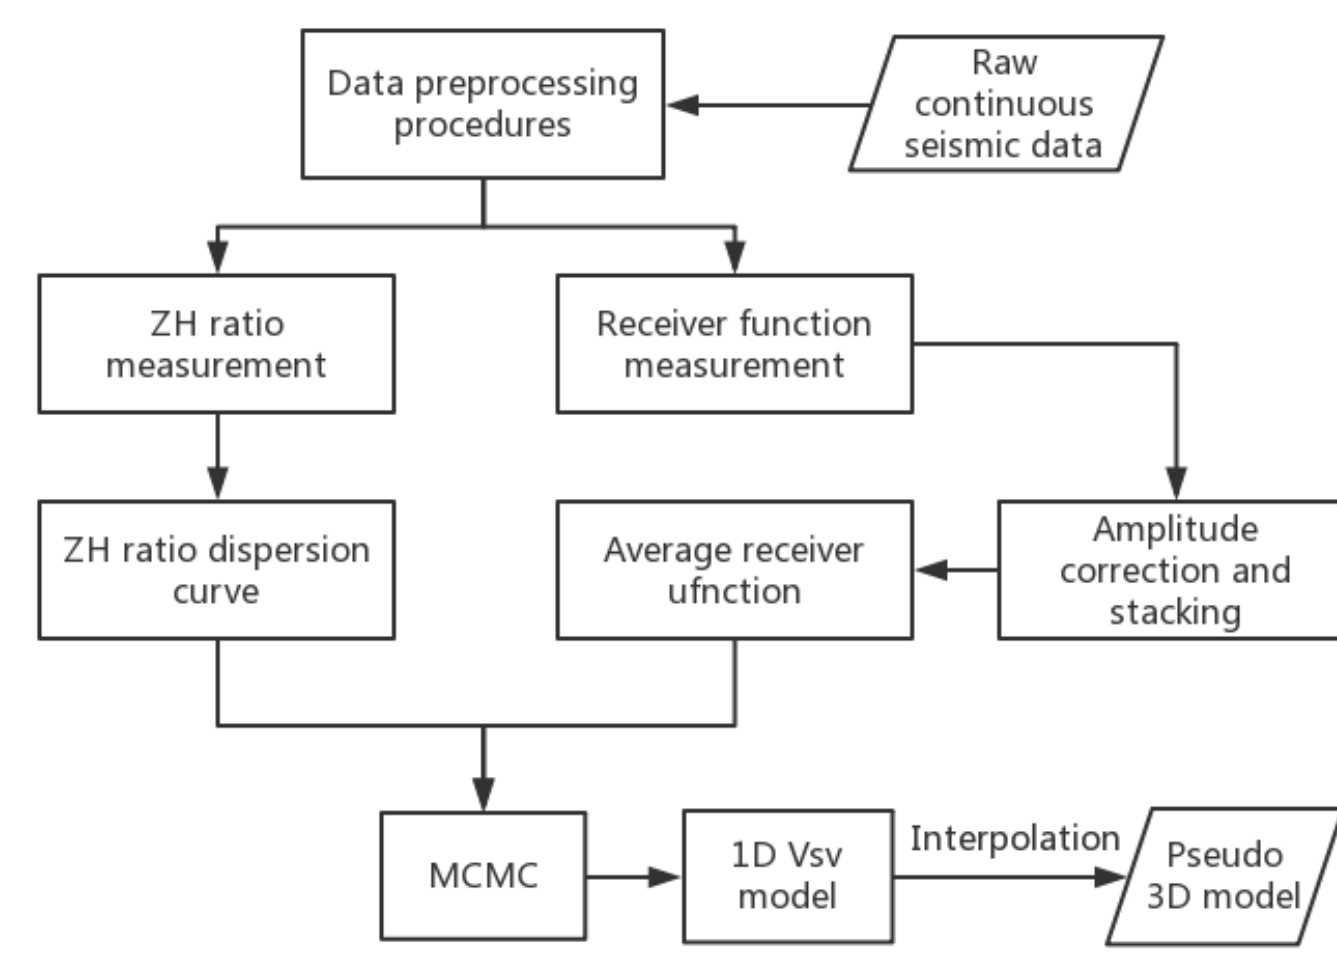 Data preprocessing
procedures
Raw
continuous
seismic data
ZH ratio
measurement
Receiver function
measurement
ZH ratio dispersion
curve
Average receiver
ufnction
Amplitude
correction and
stacking
MCMC
1D Vsv
model
Interpolation
Pseudo
3D model